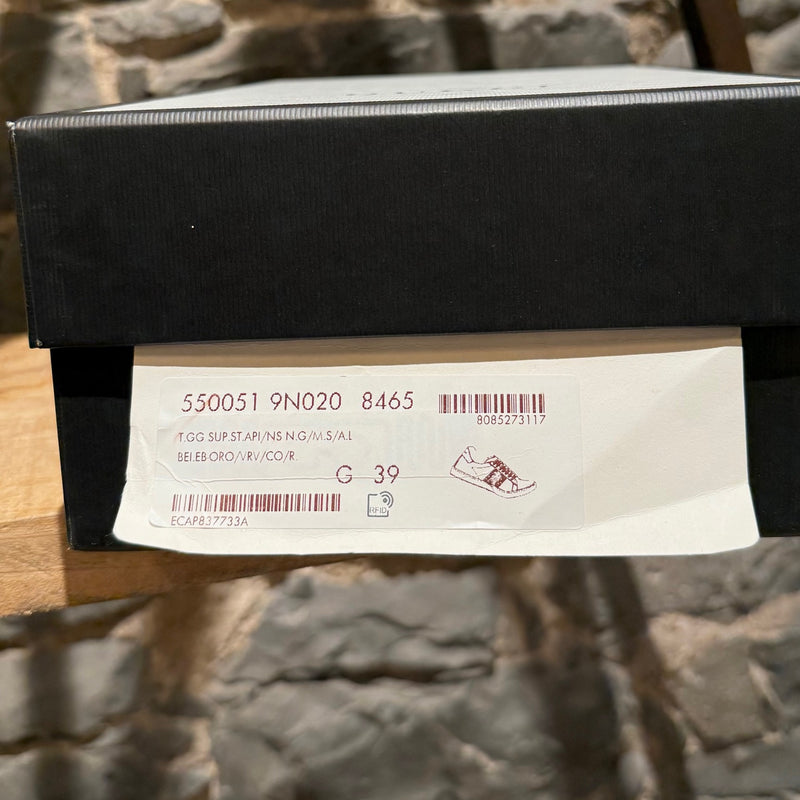 550051 9N020 8465
8085273117
T.GG SUP.ST.API/NS N.G/M.S/A.L
BEI.EB-ORO/VRV/CO/R.
G 39
RFID
ECAP837733A